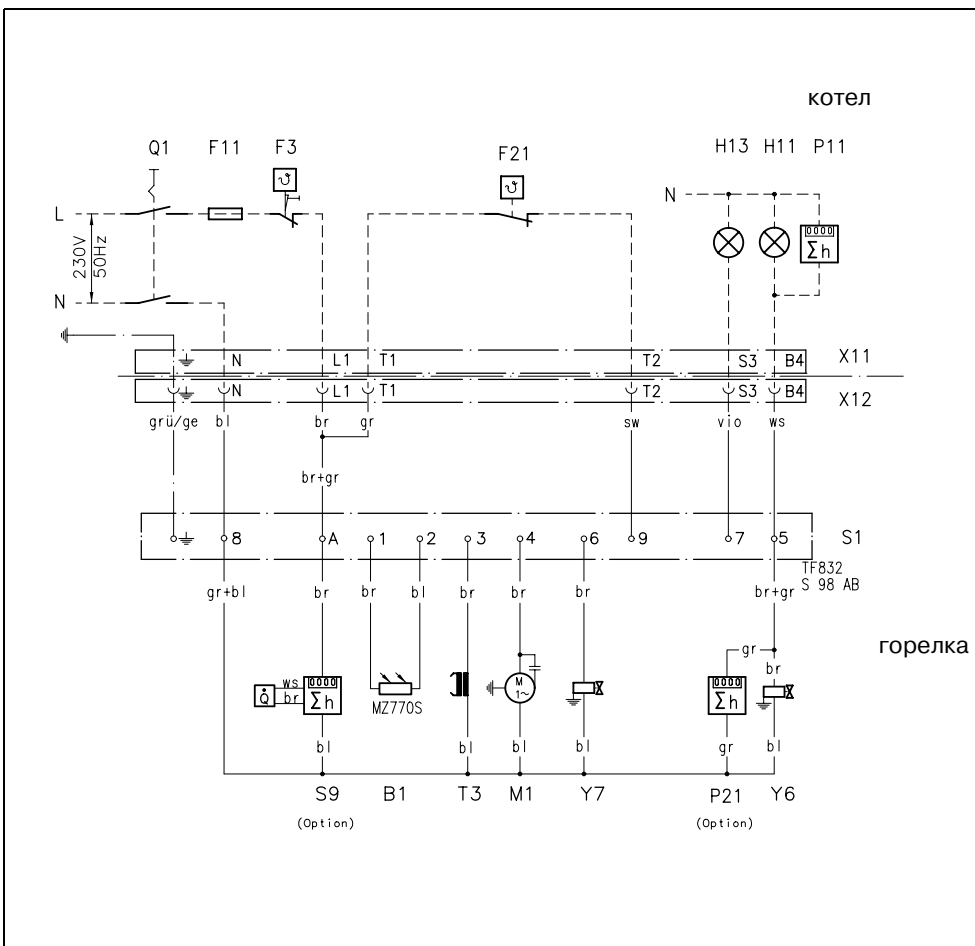 котел
Q1 F11 F3 F21 H13 H11 P11
ϑ ϑ
N
L
230V
50Hz
0000
Σh
N
N L1 T1 T2 S3 B4 X11
N L1 T1 T2 S3 B4 X12
grü/ge bl br gr sw vio ws
br+gr
8 A 1 2 3 4 6 9 7 5 S1
TF832
S 98 AB
gr+bl br br bl br br br br+gr
горелка
gr
br
Q̇ ws
br
0000
Σh
MZ770S
M
1~
0000
Σh
bl bl bl bl gr bl
S9 B1 T3 M1 Y7 P21 Y6
(Option) (Option)